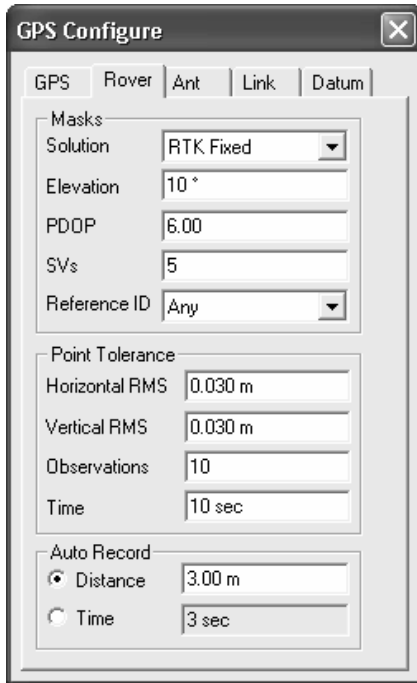 GPS Configure
GPS Rover Ant Link Datum
Masks
Solution RTK Fixed
Elevation 10 °
PDOP 6.00
SVs 5
Reference ID Any
Point Tolerance
Horizontal RMS 0.030 m
Vertical RMS 0.030 m
Observations 10
Time 10 sec
Auto Record
Distance 3.00 m
Time 3 sec